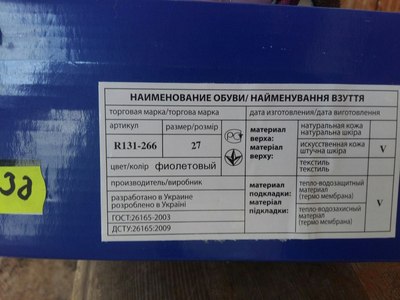 НАИМЕНОВАНИЕ ОБУВИ/ НАЙМЕНУВАННЯ ВЗУТТЯ
торговая марка/торгова марка
дата изготовления/дата виготовлення
артикул
размер/розмір
R131-266
27
PC
материал верха:
матеріал верху:
натуральная кожа
натуральна шкіра
искусственная кожа
штучна шкіра
V
текстиль
текстиль
цвет/колір фиолетовый
производитель/виробник
разработано в Украине
розроблено в Україні
ГОСТ:26165-2003
ДСТУ:26165:2009
материал подкладки:
матеріал підкладки:
тепло-водозащитный материал
(термо мембрана)
тепло-водозахисный материал
(термо мембрана)
V